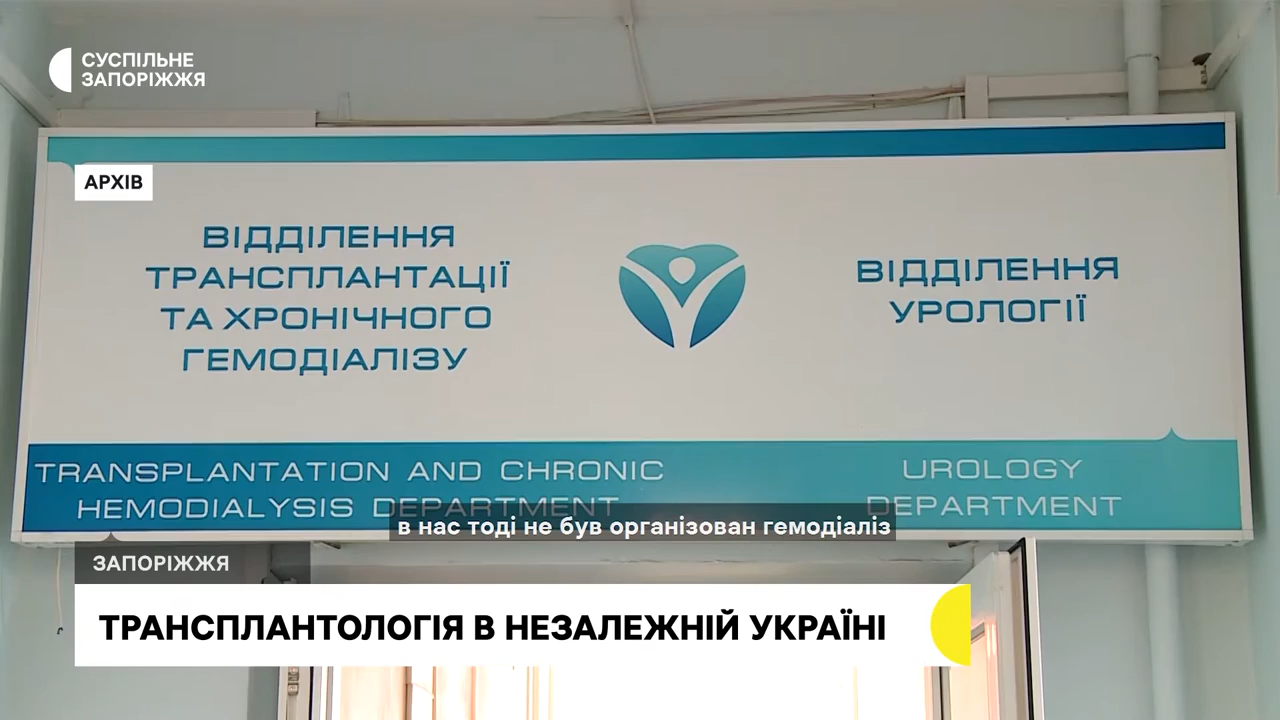 СУСПІЛЬНЕ
ЗАПОРІЖЖЯ
АРХІВ
ВІДДІЛЕННЯ
ТРАНСПЛАНТАЦІЇ
ТА ХРОНІЧНОГО
ГЕМОДІАЛІЗУ
ВІДДІЛЕННЯ
УРОЛОГІЇ
TRANSPLANTATION AND CHRONIC
HEMODIALYSIS DEPARTMENT
UROLOGY
DEPARTMENT
в нас тоді не був організован гемодіаліз
ЗАПОРІЖЖЯ
ТРАНСПЛАНТОЛОГІЯ В НЕЗАЛЕЖНІЙ УКРАЇНІ